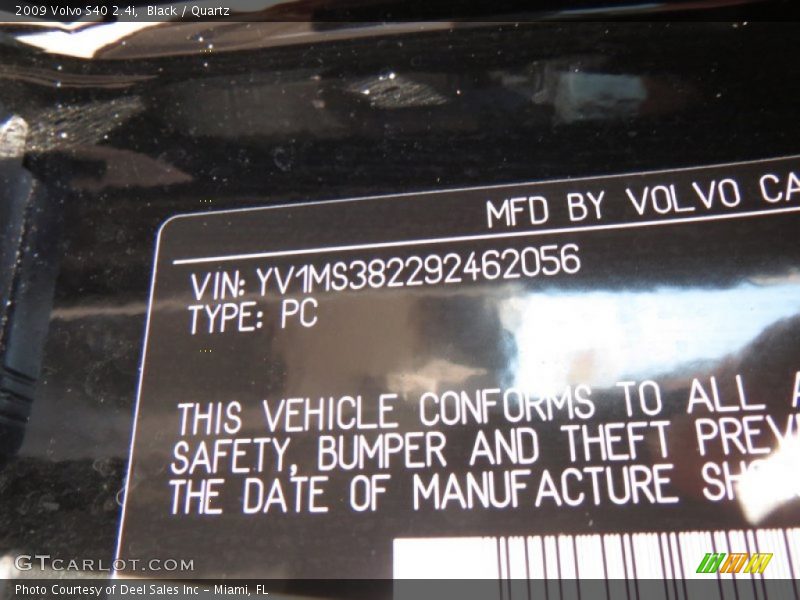 2009 Volvo S40 2.4i, Black / Quartz
MFD BY VOLVO CA
VIN: YV1MS382292462056
TYPE: PC
THIS VEHICLE CONFORMS TO ALL A
SAFETY, BUMPER AND THEFT PREV
THE DATE OF MANUFACTURE SH
GTCARLOT.COM
Photo Courtesy of Deel Sales Inc - Miami, FL